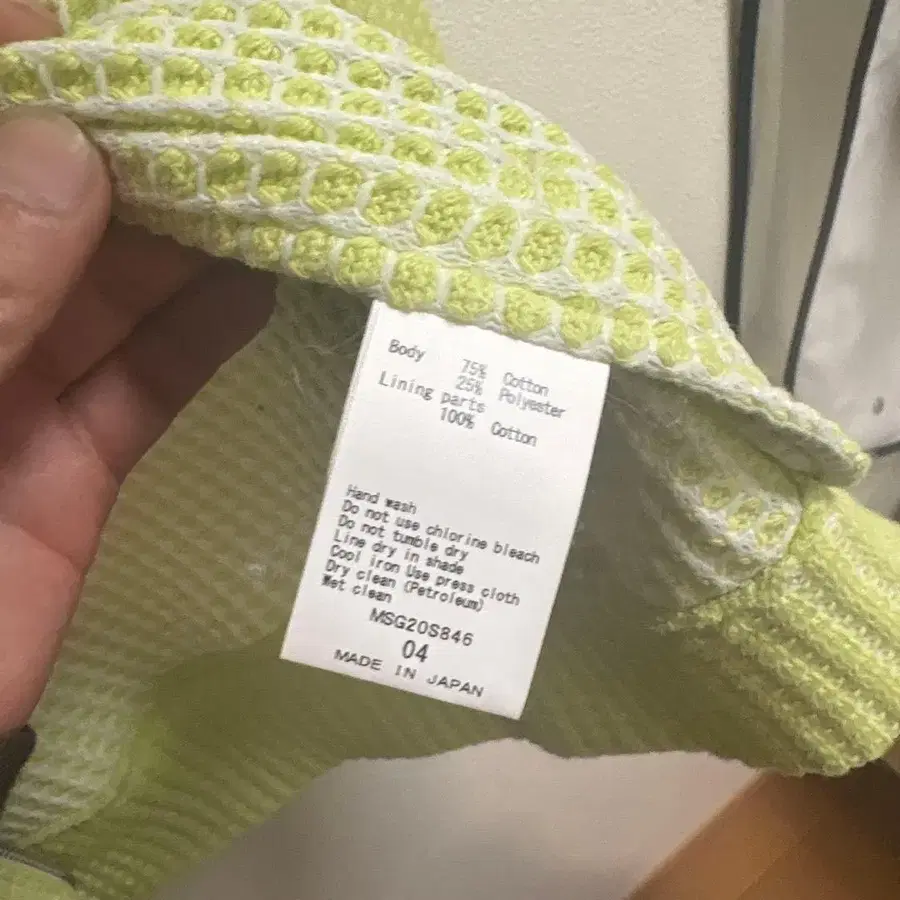 Body 75% Cotton
25% Polyester
Lining parts
100% Cotton
Hand wash
Do not use chlorine bleach
Do not tumble dry
Line dry in shade
Cool iron Use press cloth
Dry clean (Petroleum)
Wet clean
MSG20S846
04
MADE IN JAPAN